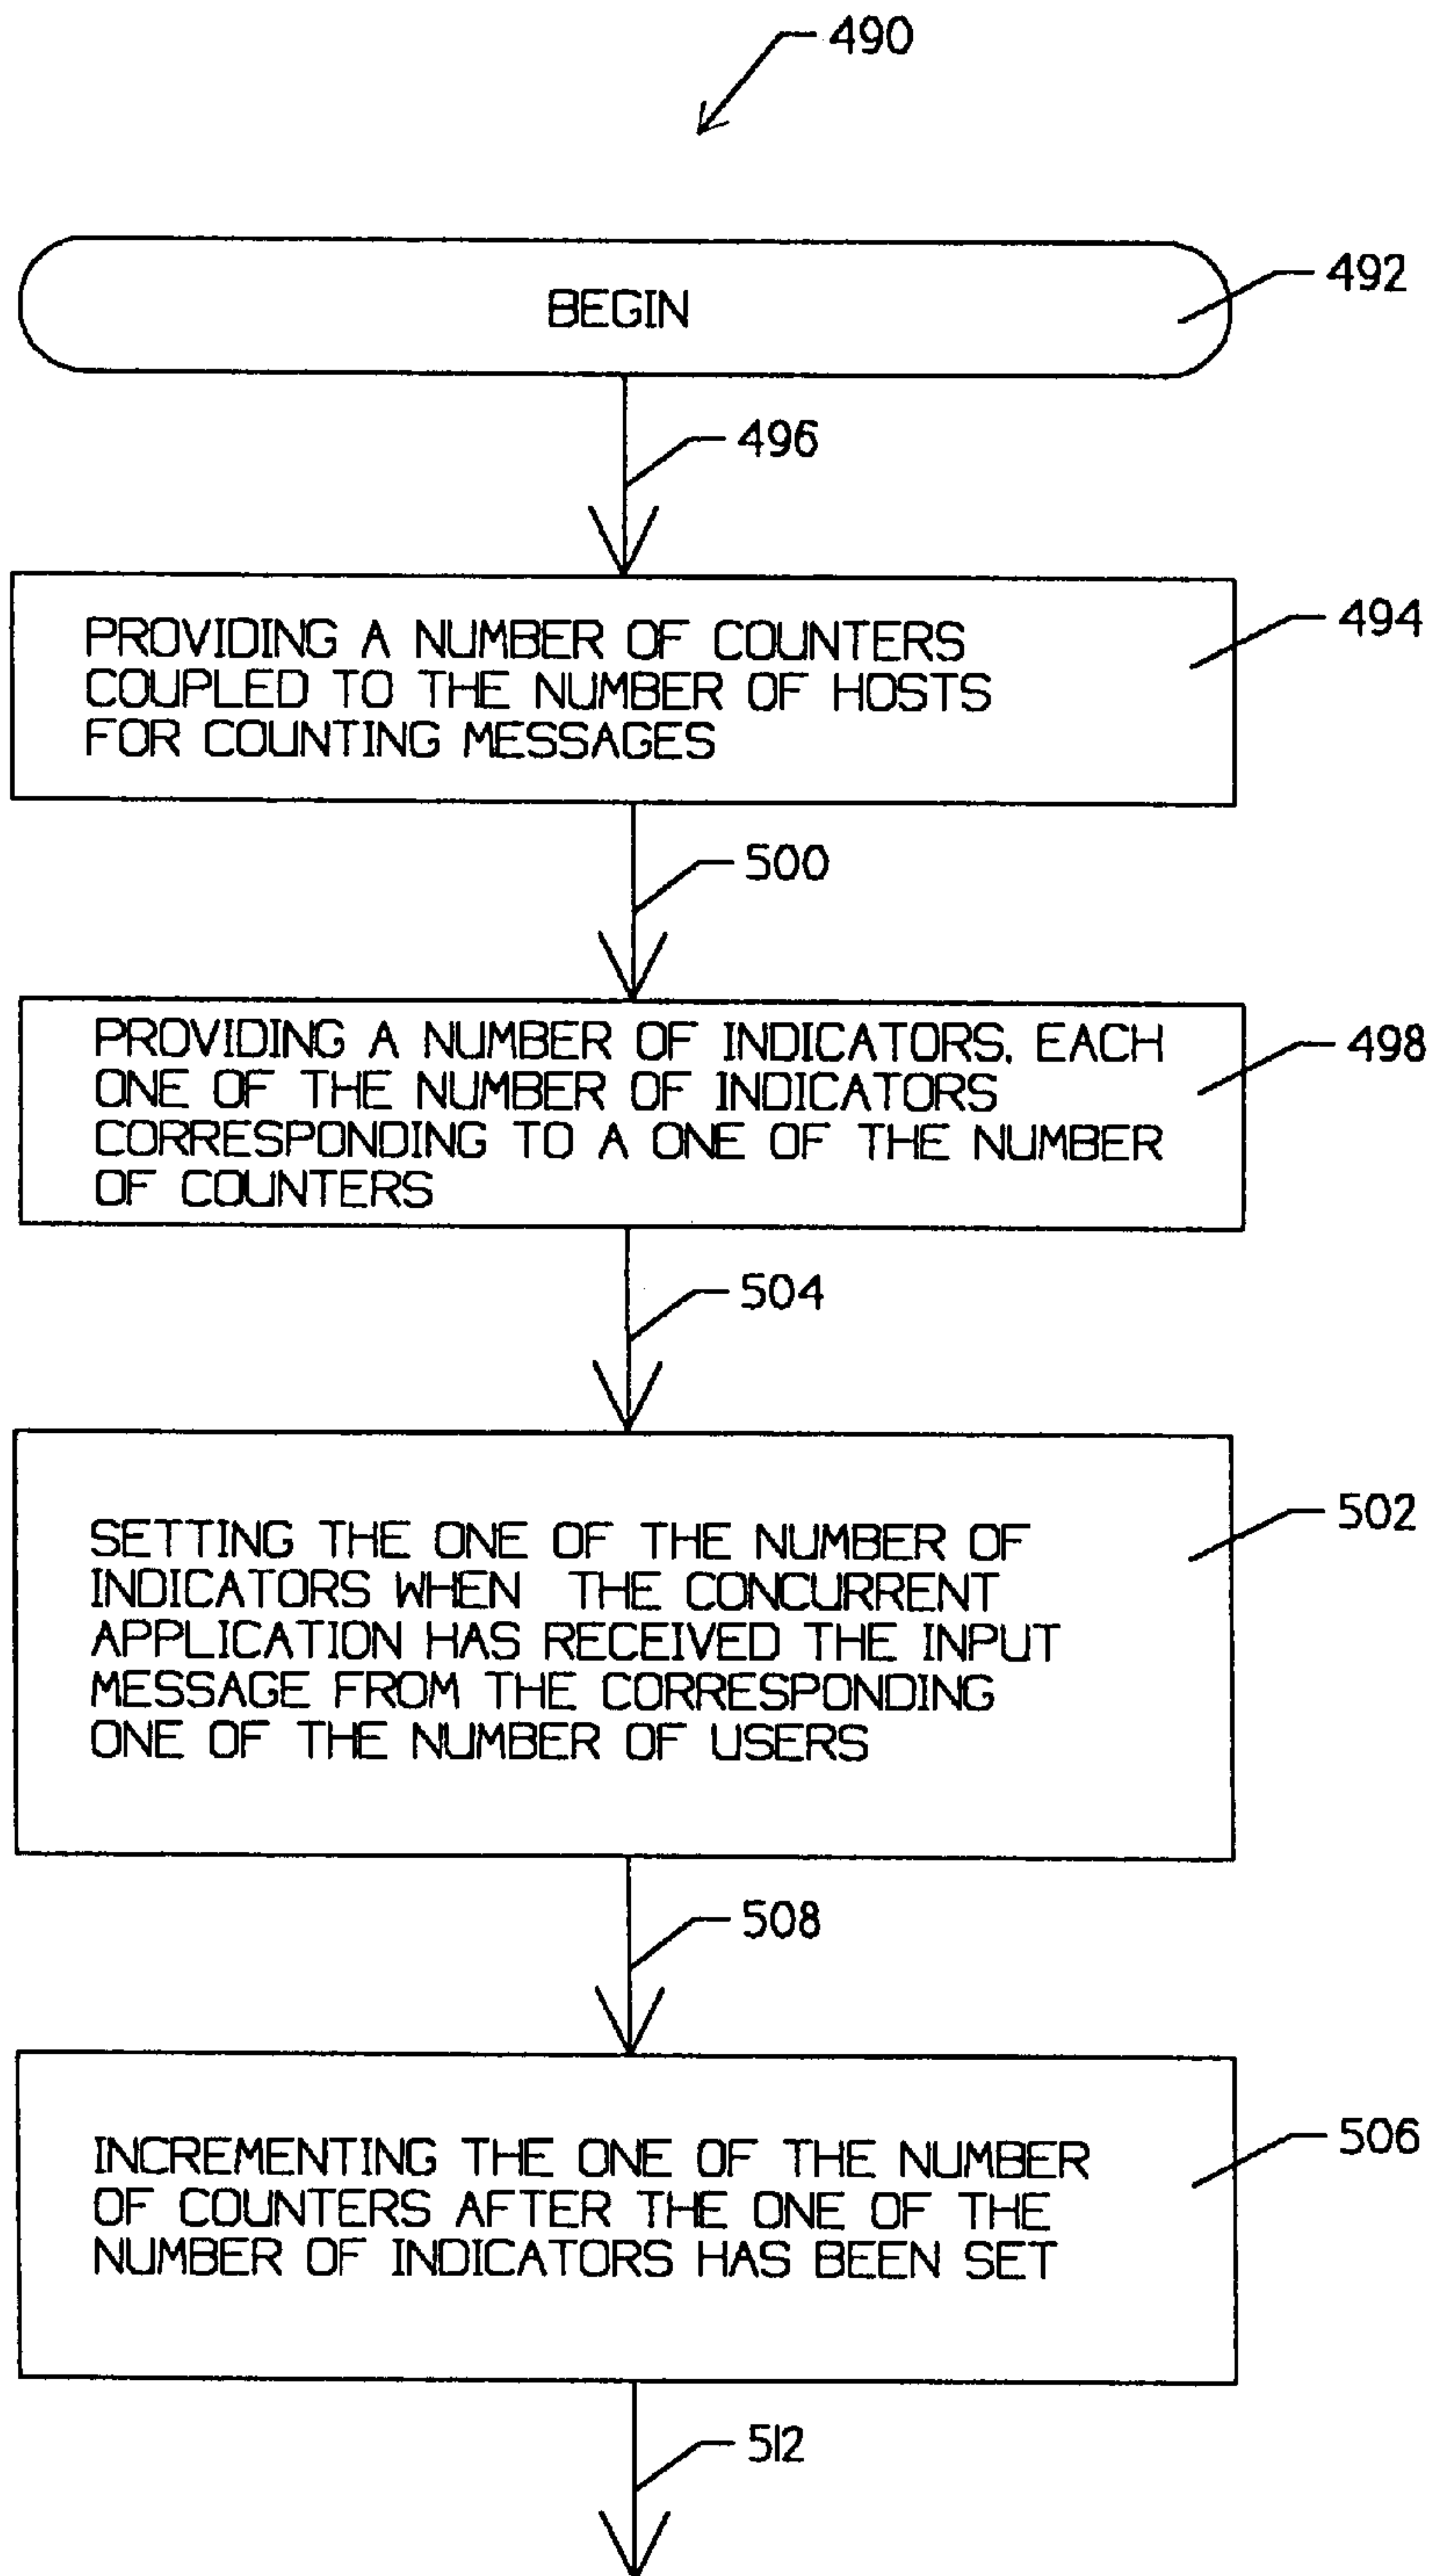 490
BEGIN
492
496
PROVIDING A NUMBER OF COUNTERS
COUPLED TO THE NUMBER OF HOSTS
FOR COUNTING MESSAGES
494
500
PROVIDING A NUMBER OF INDICATORS, EACH
ONE OF THE NUMBER OF INDICATORS
CORRESPONDING TO A ONE OF THE NUMBER
OF COUNTERS
498
504
SETTING THE ONE OF THE NUMBER OF
INDICATORS WHEN THE CONCURRENT
APPLICATION HAS RECEIVED THE INPUT
MESSAGE FROM THE CORRESPONDING
ONE OF THE NUMBER OF USERS
502
508
INCREMENTING THE ONE OF THE NUMBER
OF COUNTERS AFTER THE ONE OF THE
NUMBER OF INDICATORS HAS BEEN SET
506
512